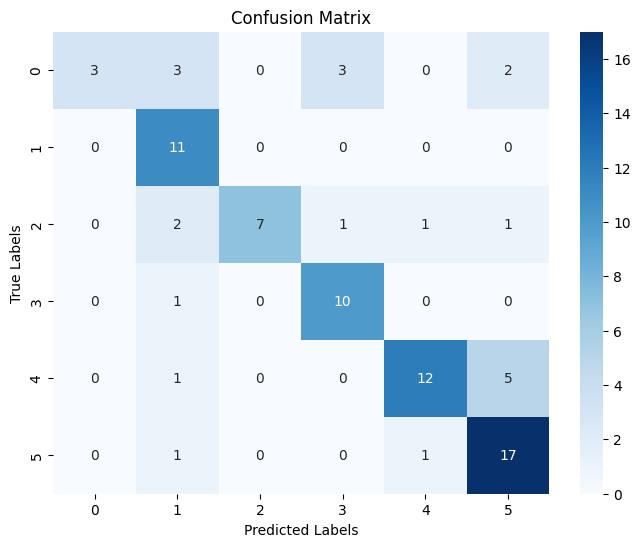 Confusion Matrix
True Labels
0 3 3 0 3 0 2
1 0 11 0 0 0 0
2 0 2 7 1 1 1
3 0 1 0 10 0 0
4 0 1 0 0 12 5
5 0 1 0 0 1 17
0 1 2 3 4 5
Predicted Labels
16
14
12
10
8
6
4
2
0